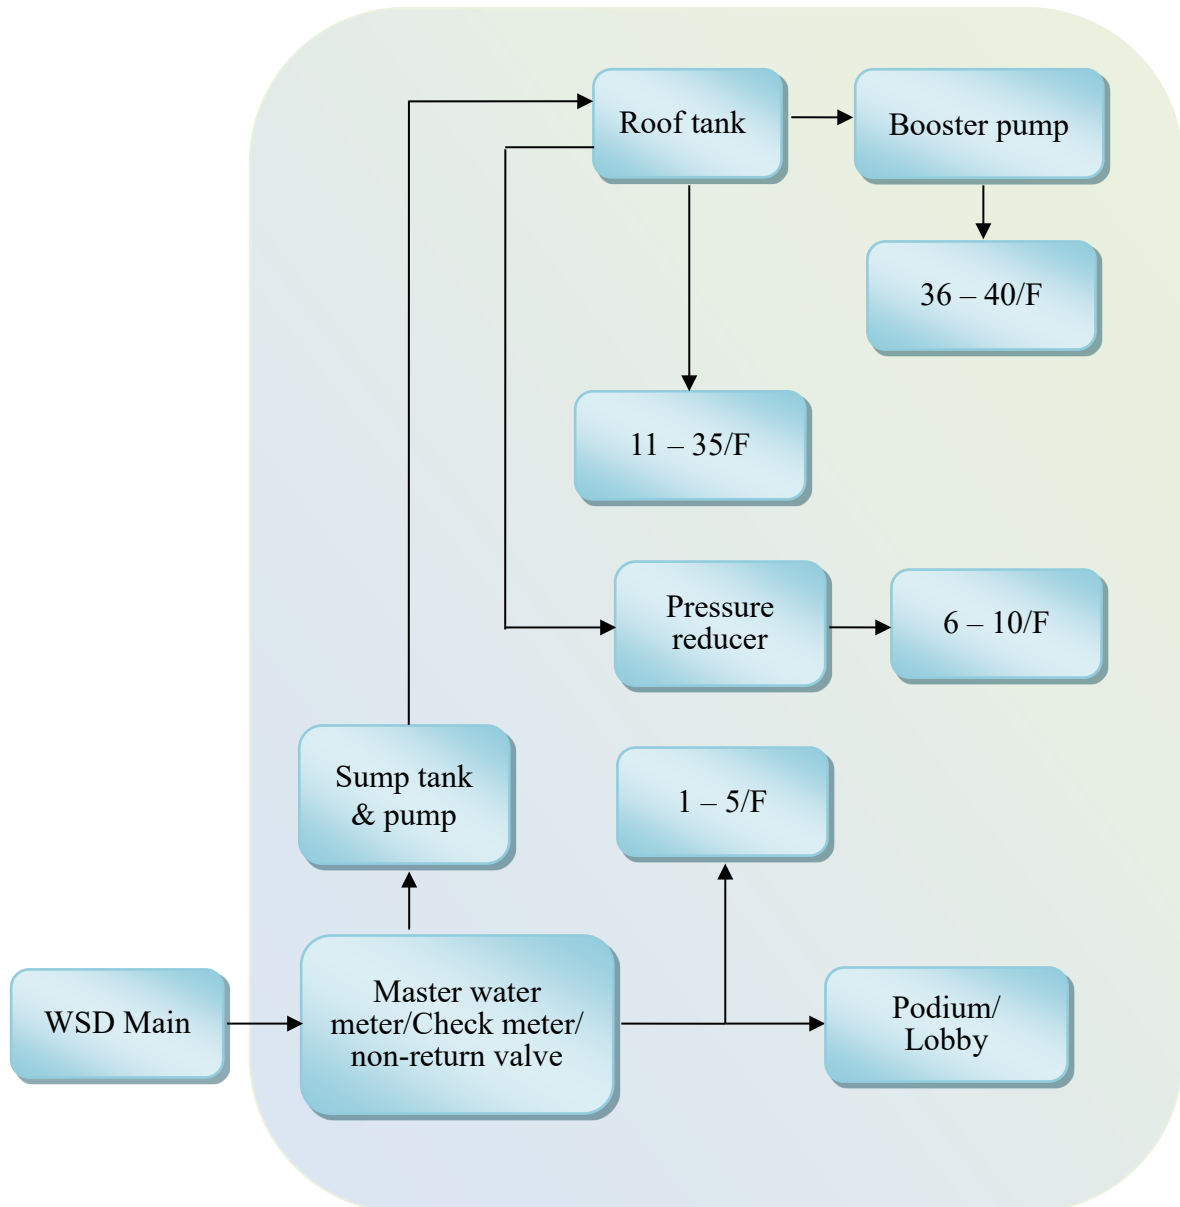 Roof tank
Booster pump
36 – 40/F
11 – 35/F
Pressure
reducer
6 – 10/F
Sump tank
& pump
1 – 5/F
WSD Main
Master water
meter/Check meter/
non-return valve
Podium/
Lobby